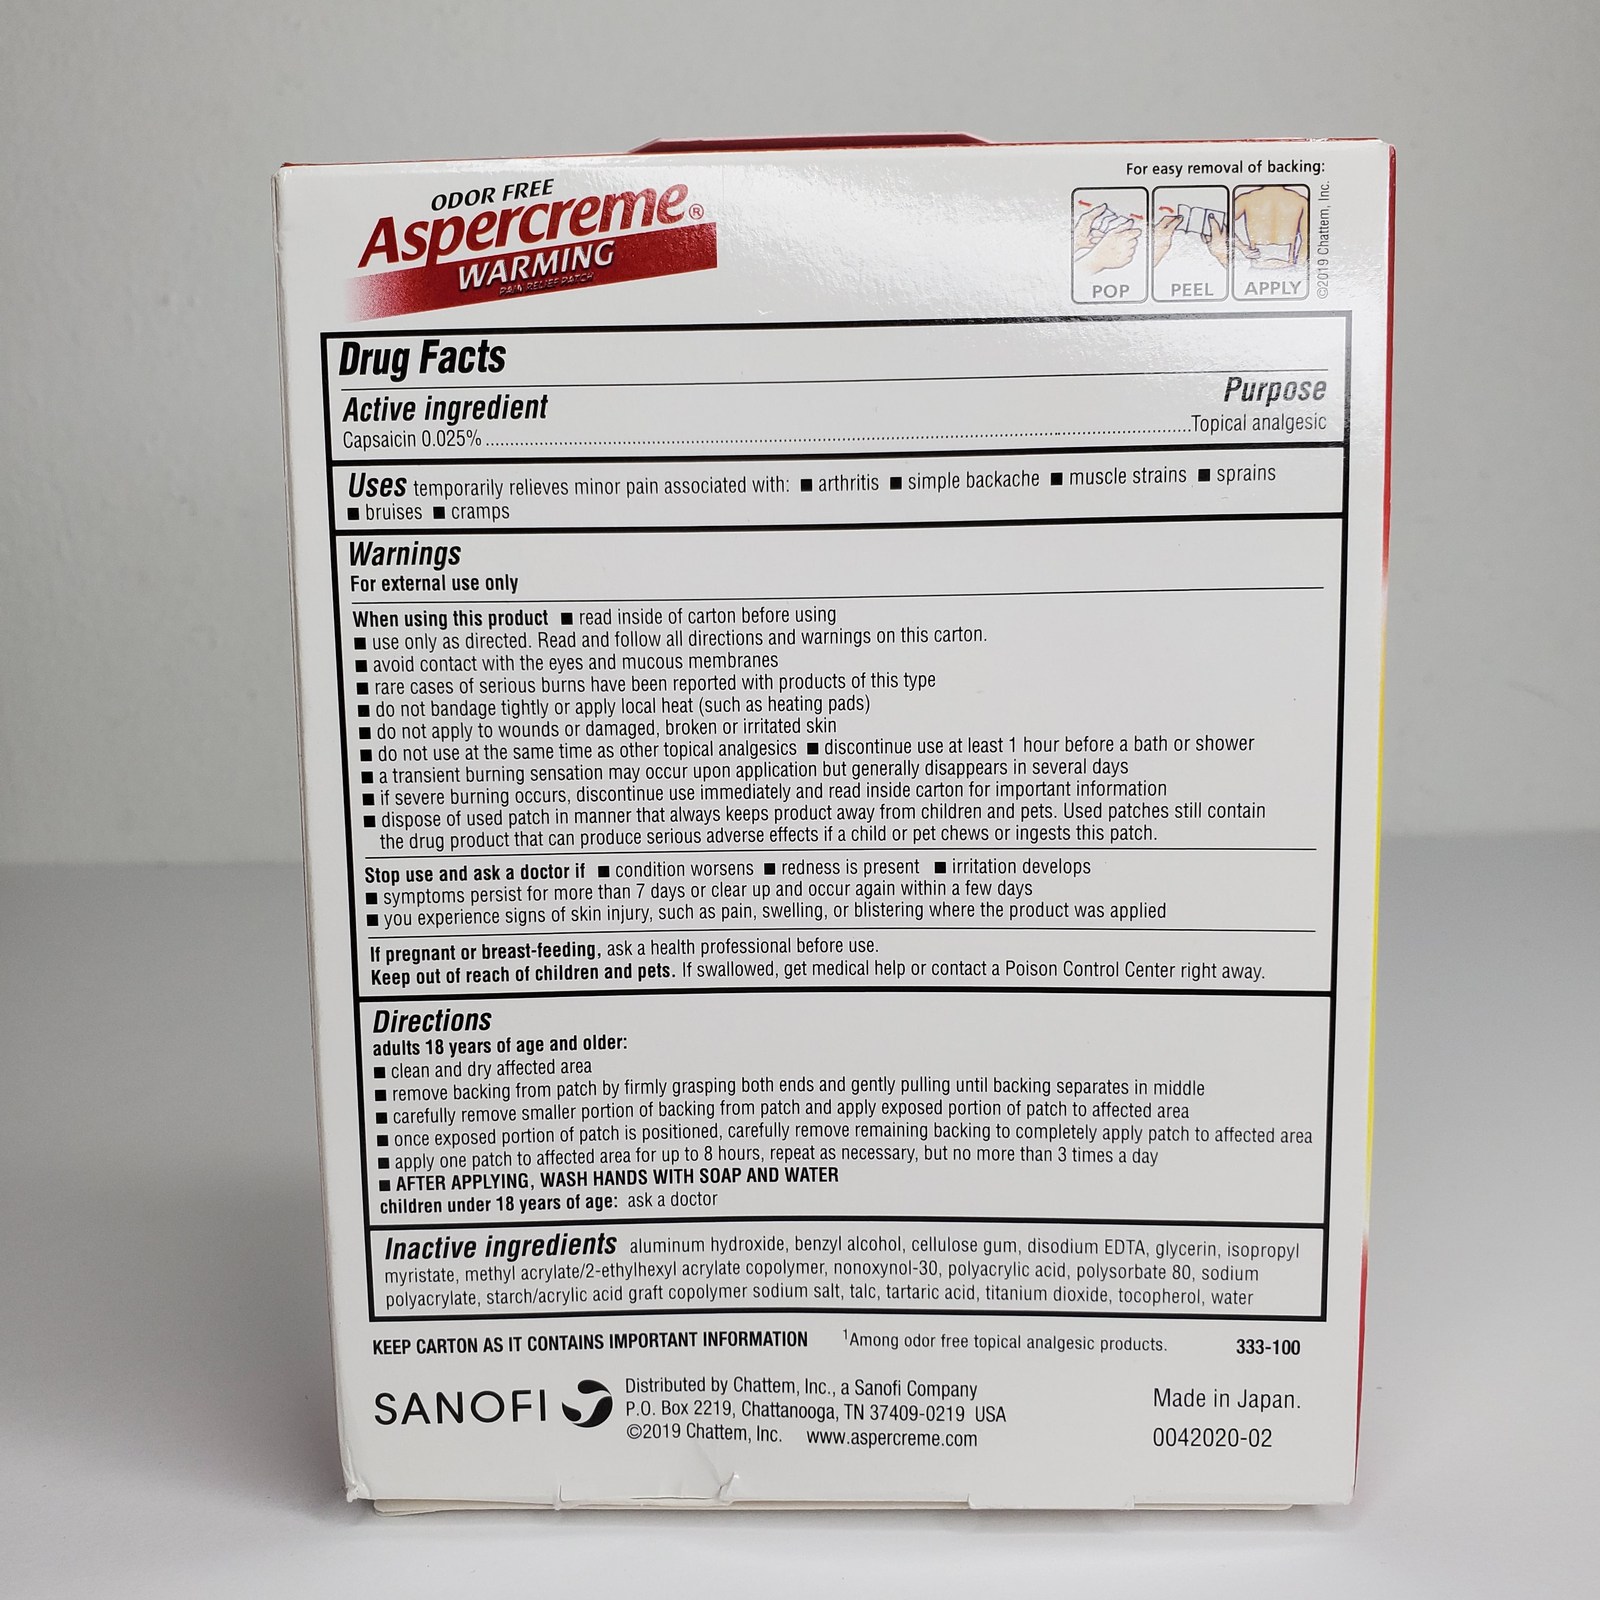 For easy removal of backing:
ODOR FREE
Aspercreme®
WARMING
PAIN RELIEF PATCH
POP PEEL APPLY
©2019 Chattem, Inc.
Drug Facts
Active ingredient Purpose
Capsaicin 0.025%..........Topical analgesic
Uses temporarily relieves minor pain associated with: ■ arthritis ■ simple backache ■ muscle strains ■ sprains
■ bruises ■ cramps
Warnings
For external use only
When using this product ■ read inside of carton before using
■ use only as directed. Read and follow all directions and warnings on this carton.
■ avoid contact with the eyes and mucous membranes
■ rare cases of serious burns have been reported with products of this type
■ do not bandage tightly or apply local heat (such as heating pads)
■ do not apply to wounds or damaged, broken or irritated skin
■ do not use at the same time as other topical analgesics ■ discontinue use at least 1 hour before a bath or shower
■ a transient burning sensation may occur upon application but generally disappears in several days
■ if severe burning occurs, discontinue use immediately and read inside carton for important information
■ dispose of used patch in manner that always keeps product away from children and pets. Used patches still contain
the drug product that can produce serious adverse effects if a child or pet chews or ingests this patch.
Stop use and ask a doctor if ■ condition worsens ■ redness is present ■ irritation develops
■ symptoms persist for more than 7 days or clear up and occur again within a few days
■ you experience signs of skin injury, such as pain, swelling, or blistering where the product was applied
If pregnant or breast-feeding, ask a health professional before use.
Keep out of reach of children and pets. If swallowed, get medical help or contact a Poison Control Center right away.
Directions
adults 18 years of age and older:
■ clean and dry affected area
■ remove backing from patch by firmly grasping both ends and gently pulling until backing separates in middle
■ carefully remove smaller portion of backing from patch and apply exposed portion of patch to affected area
■ once exposed portion of patch is positioned, carefully remove remaining backing to completely apply patch to affected area
■ apply one patch to affected area for up to 8 hours, repeat as necessary, but no more than 3 times a day
■ AFTER APPLYING, WASH HANDS WITH SOAP AND WATER
children under 18 years of age: ask a doctor
Inactive ingredients aluminum hydroxide, benzyl alcohol, cellulose gum, disodium EDTA, glycerin, isopropyl
myristate, methyl acrylate/2-ethylhexyl acrylate copolymer, nonoxynol-30, polyacrylic acid, polysorbate 80, sodium
polyacrylate, starch/acrylic acid graft copolymer sodium salt, talc, tartaric acid, titanium dioxide, tocopherol, water
KEEP CARTON AS IT CONTAINS IMPORTANT INFORMATION ¹Among odor free topical analgesic products. 333-100
SANOFI
Distributed by Chattem, Inc., a Sanofi Company
P.O. Box 2219, Chattanooga, TN 37409-0219 USA
©2019 Chattem, Inc. www.aspercreme.com
Made in Japan.
0042020-02